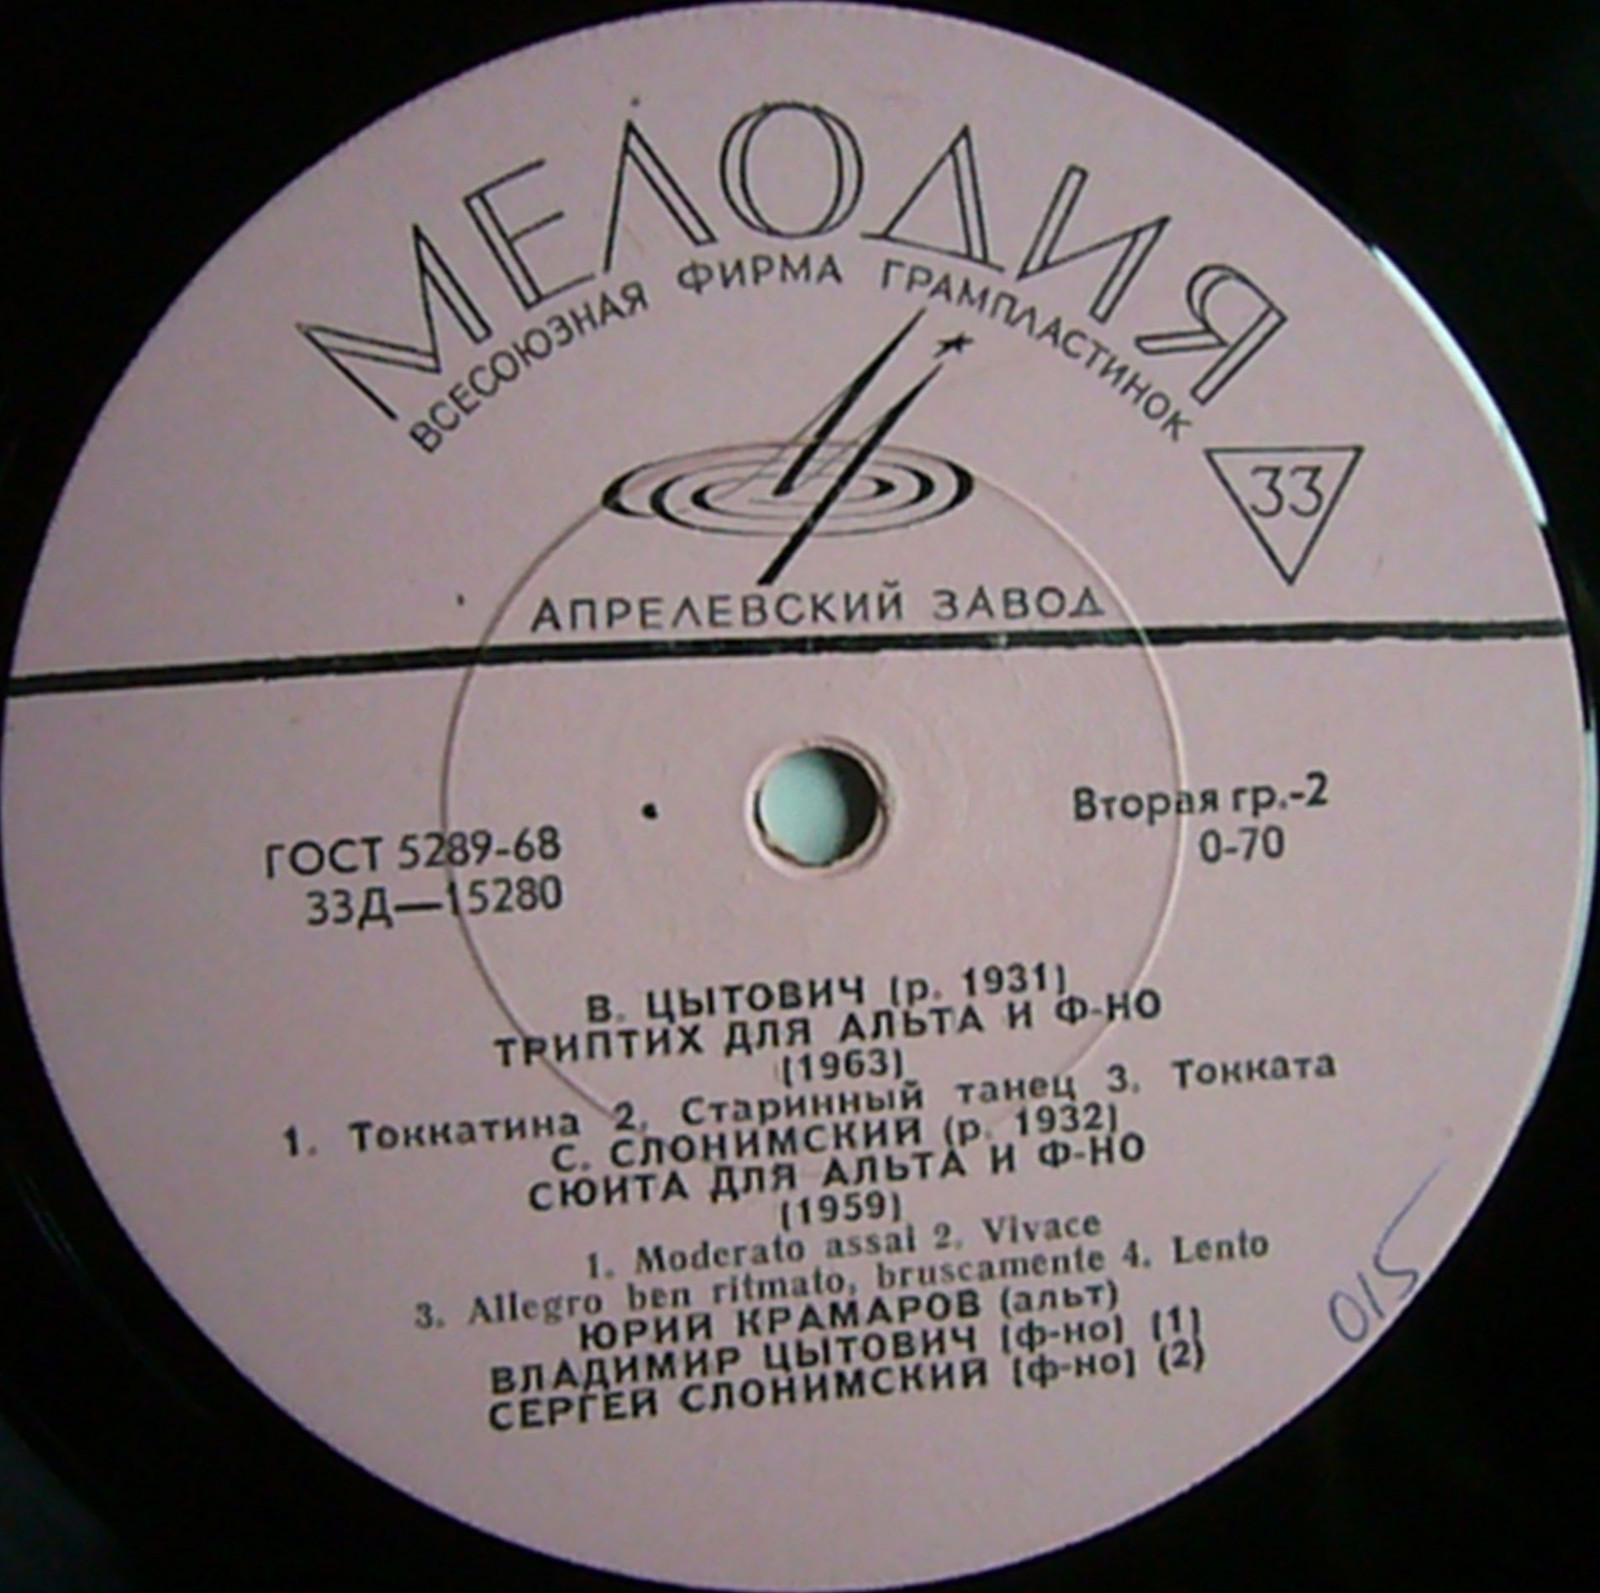 МЕЛОДИЯ
ВСЕСОЮЗНАЯ ФИРМА ГРАМПЛАСТИНОК
33
АПРЕЛЕВСКИЙ ЗАВОД
ГОСТ 5289-68
33Д—15280
Вторая гр.-2
0-70
В. ЦЫТОВИЧ (р. 1931)
ТРИПТИХ ДЛЯ АЛЬТА И Ф-НО
(1963)
1. Токкатина 2. Старинный танец 3. Токката
С. СЛОНИМСКИЙ (р. 1932)
СЮИТА ДЛЯ АЛЬТА И Ф-НО
(1959)
1. Moderato assai 2. Vivace
3. Allegro ben ritmato, bruscamente 4. Lento
ЮРИЙ КРАМАРОВ (альт)
ВЛАДИМИР ЦЫТОВИЧ (ф-но) (1)
СЕРГЕЙ СЛОНИМСКИЙ (ф-но) (2)
015